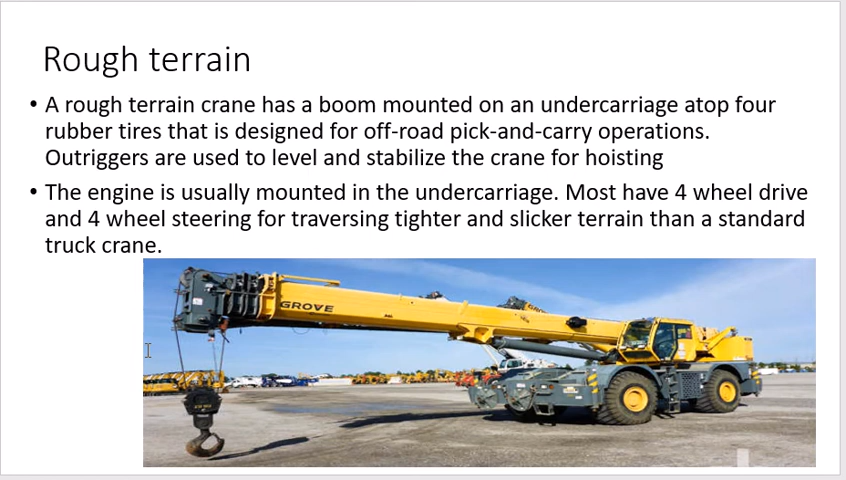 Rough terrain
• A rough terrain crane has a boom mounted on an undercarriage atop four
rubber tires that is designed for off-road pick-and-carry operations.
Outriggers are used to level and stabilize the crane for hoisting
• The engine is usually mounted in the undercarriage. Most have 4 wheel drive
and 4 wheel steering for traversing tighter and slicker terrain than a standard
truck crane.
GROVE